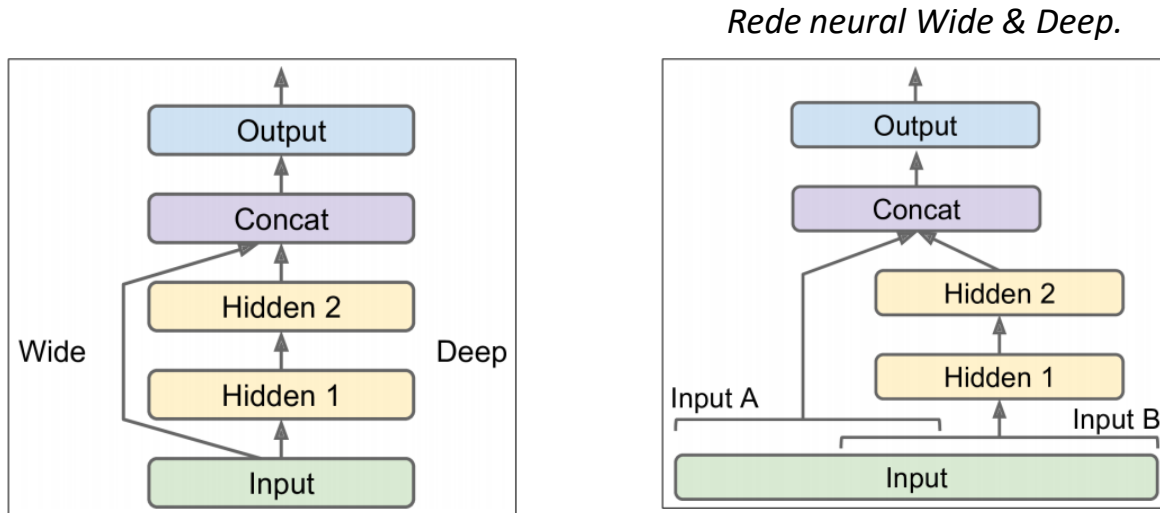 Rede neural Wide & Deep.
Output
Concat
Hidden 2
Wide
Deep
Hidden 1
Input
Output
Concat
Hidden 2
Hidden 1
Input A
Input B
Input